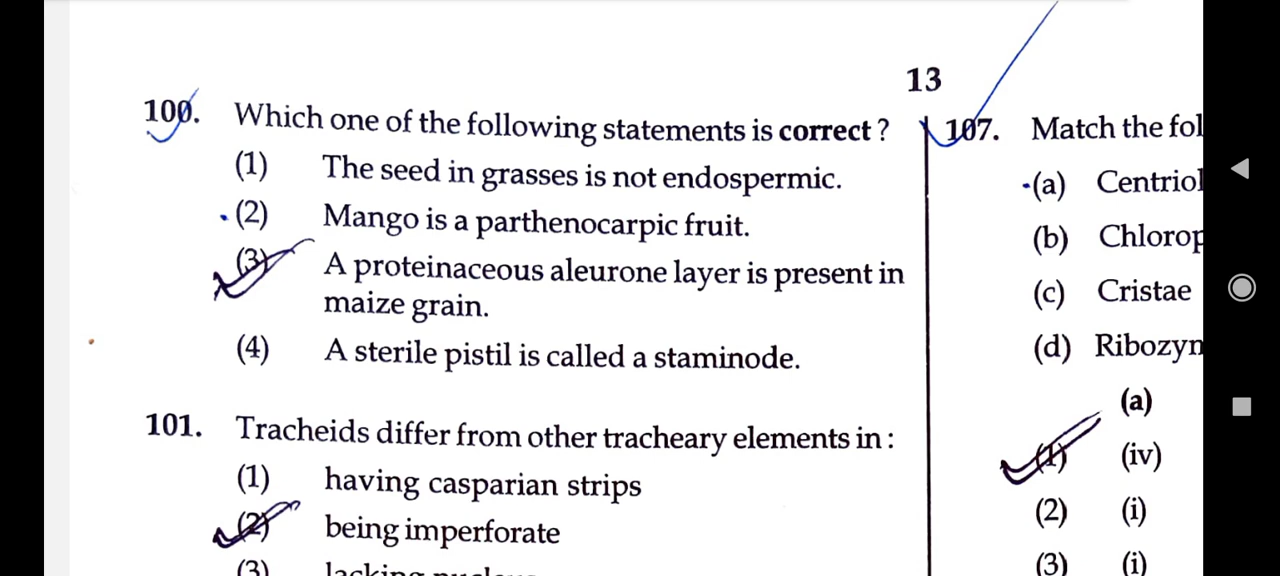 13
100. Which one of the following statements is correct ?
(1) The seed in grasses is not endospermic.
(2) Mango is a parthenocarpic fruit.
(3) A proteinaceous aleurone layer is present in
maize grain.
(4) A sterile pistil is called a staminode.
101. Tracheids differ from other tracheary elements in :
(1) having casparian strips
(2) being imperforate
(3)
107. Match the fol
(a) Centriol
(b) Chlorop
(c) Cristae
(d) Ribozym
(a)
(1) (iv)
(2) (i)
(3) (i)